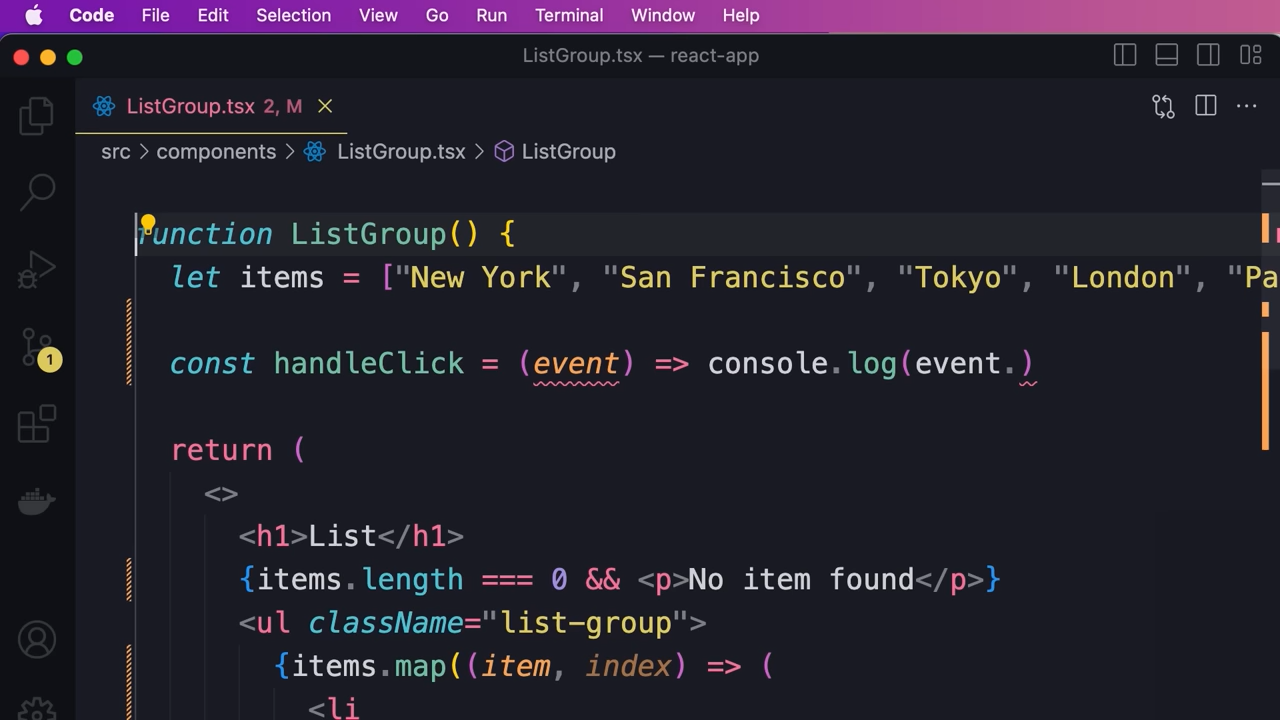 Code File Edit Selection View Go Run Terminal Window Help
ListGroup.tsx — react-app
ListGroup.tsx 2, M
src > components > ListGroup.tsx > ListGroup
function ListGroup() {
let items = ["New York", "San Francisco", "Tokyo", "London", "Pa
1
const handleClick = (event) => console.log(event.)
return (
<>
<h1>List</h1>
{items.length === 0 && <p>No item found</p>}
<ul className="list-group">
{items.map((item, index) => (
<li